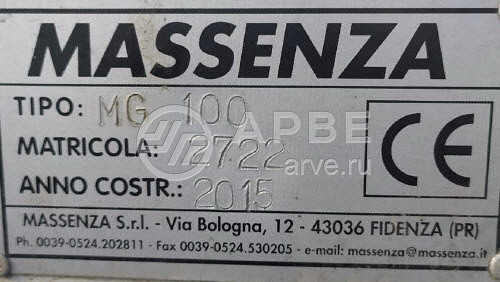 MASSENZA
TIPO: MG 100
MATRICOLA: 2722
ANNO COSTR.: 2015
CE
MASSENZA S.r.l. - Via Bologna, 12 - 43036 FIDENZA (PR)
Ph. 0039-0524.202811 - Fax 0039-0524.530205 - e-mail: massenza@massenza.it
АРВЕ
arve.ru